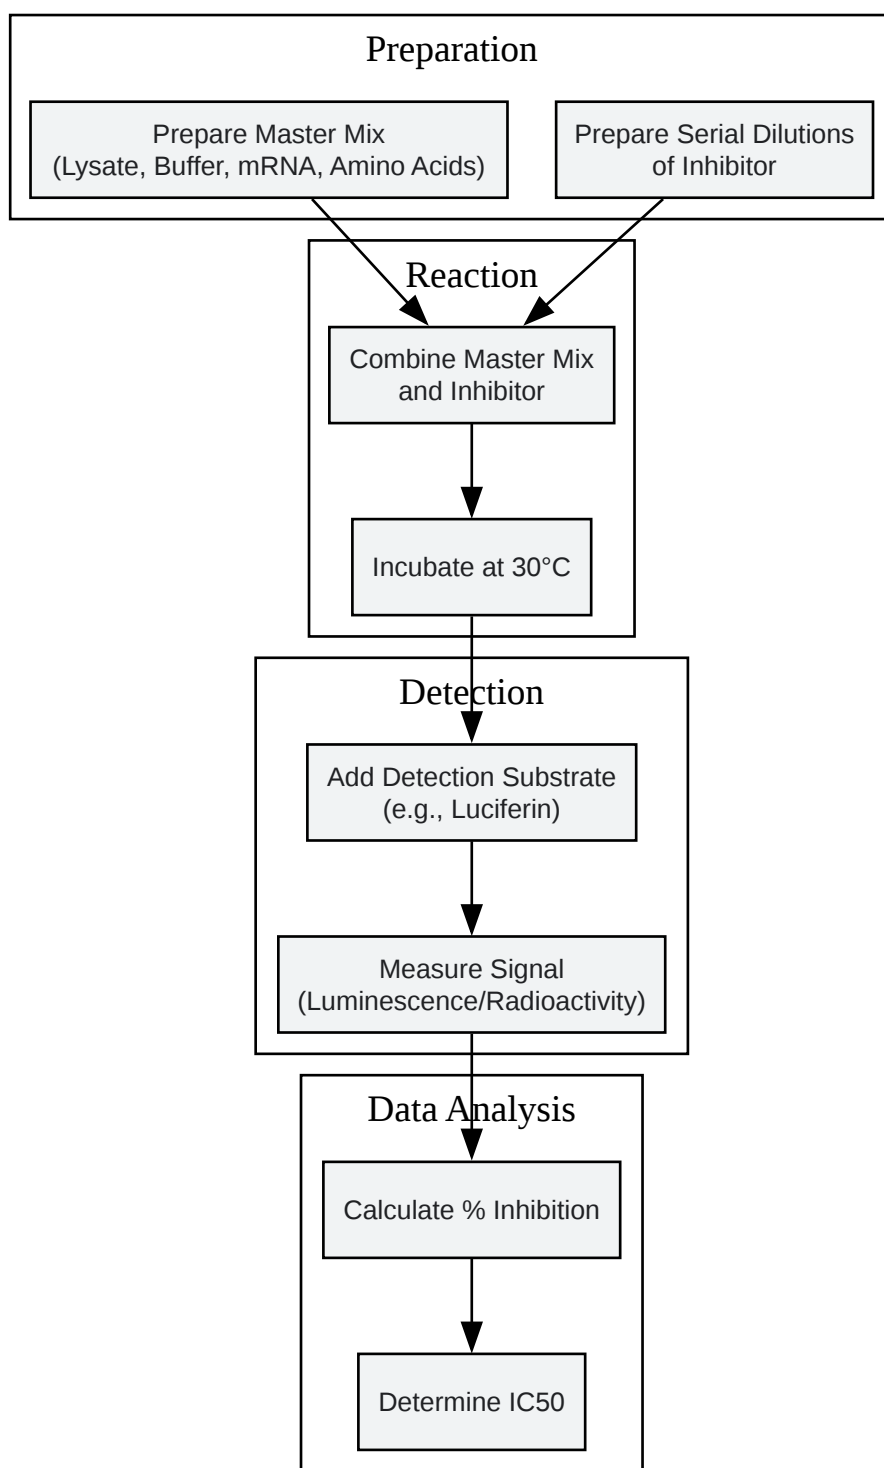 Preparation
Prepare Master Mix
(Lysate, Buffer, mRNA, Amino Acids)
Prepare Serial Dilutions
of Inhibitor
Reaction
Combine Master Mix
and Inhibitor
Incubate at 30°C
Detection
Add Detection Substrate
(e.g., Luciferin)
Measure Signal
(Luminescence/Radioactivity)
Data Analysis
Calculate % Inhibition
Determine IC50